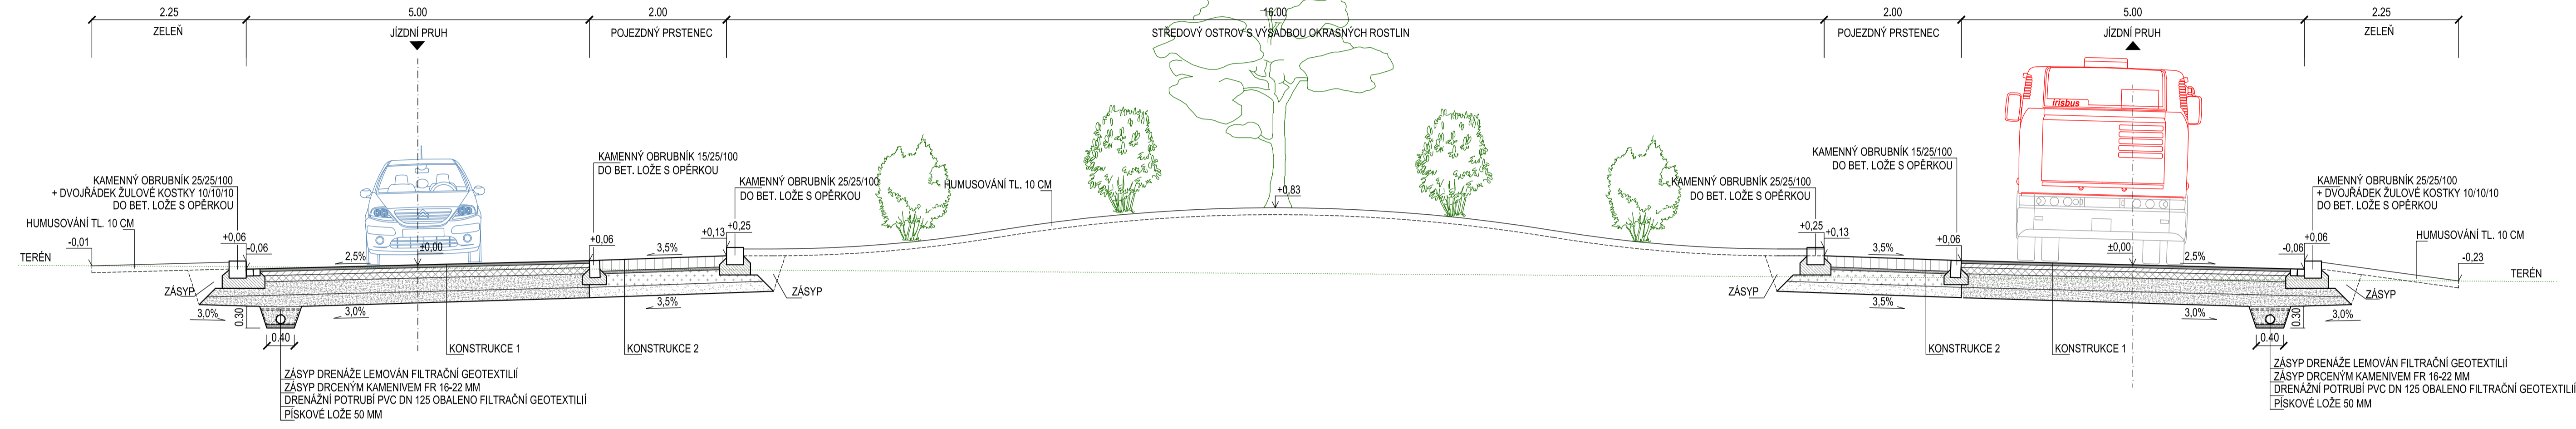 2.25
5.00
2.00
16.00
2.00
5.00
2.25
ZELEŇ
JÍZDNÍ PRUH
POJEZDNÝ PRSTENEC
STŘEDOVÝ OSTROV S VÝSADBOU OKRASNÝCH ROSTLIN
POJEZDNÝ PRSTENEC
JÍZDNÍ PRUH
ZELEŇ
irisbus
KAMENNÝ OBRUBNÍK 25/25/100
+ DVOJŘÁDEK ŽULOVÉ KOSTKY 10/10/10
DO BET. LOŽE S OPĚRKOU
HUMUSOVÁNÍ TL. 10 CM
-0,01
TERÉN
+0,06
-0,06
2,5%
±0,00
KAMENNÝ OBRUBNÍK 15/25/100
DO BET. LOŽE S OPĚRKOU
KAMENNÝ OBRUBNÍK 25/25/100
DO BET. LOŽE S OPĚRKOU
+0,06
3,5%
+0,13
+0,25
HUMUSOVÁNÍ TL. 10 CM
+0,83
KAMENNÝ OBRUBNÍK 15/25/100
DO BET. LOŽE S OPĚRKOU
KAMENNÝ OBRUBNÍK 25/25/100
DO BET. LOŽE S OPĚRKOU
+0,25
+0,13
3,5%
+0,06
±0,00
2,5%
-0,06
+0,06
KAMENNÝ OBRUBNÍK 25/25/100
+ DVOJŘÁDEK ŽULOVÉ KOSTKY 10/10/10
DO BET. LOŽE S OPĚRKOU
HUMUSOVÁNÍ TL. 10 CM
-0,23
TERÉN
ZÁSYP
3,0%
0.30
0.40
3,0%
3,5%
ZÁSYP
KONSTRUKCE 1
KONSTRUKCE 2
ZÁSYP DRENÁŽE LEMOVÁN FILTRAČNÍ GEOTEXTILIÍ
ZÁSYP DRCENÝM KAMENIVEM FR 16-22 MM
DRENÁŽNÍ POTRUBÍ PVC DN 125 OBALENO FILTRAČNÍ GEOTEXTILIÍ
PÍSKOVÉ LOŽE 50 MM
ZÁSYP
3,5%
3,0%
0.30
0.40
3,0%
ZÁSYP
KONSTRUKCE 2
KONSTRUKCE 1
ZÁSYP DRENÁŽE LEMOVÁN FILTRAČNÍ GEOTEXTILIÍ
ZÁSYP DRCENÝM KAMENIVEM FR 16-22 MM
DRENÁŽNÍ POTRUBÍ PVC DN 125 OBALENO FILTRAČNÍ GEOTEXTILIÍ
PÍSKOVÉ LOŽE 50 MM